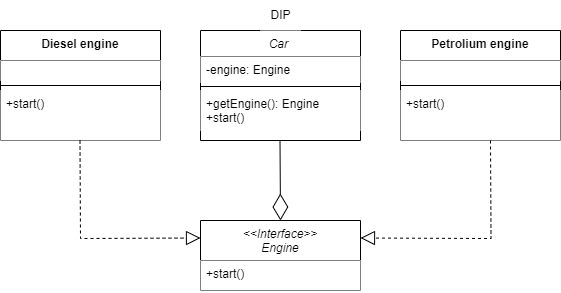 DIP
Diesel engine
+start()
Car
-engine: Engine
+getEngine(): Engine
+start()
Petrolium engine
+start()
<<Interface>>
Engine
+start()